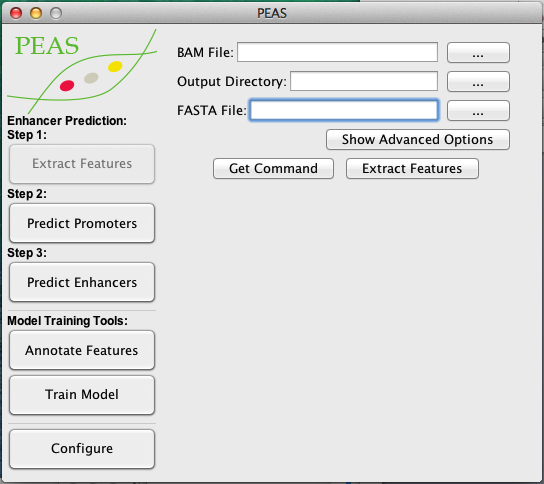 PEAS
PEAS
BAM File:
...
Output Directory:
...
FASTA File:
...
Show Advanced Options
Get Command
Extract Features
Enhancer Prediction:
Step 1:
Extract Features
Step 2:
Predict Promoters
Step 3:
Predict Enhancers
Model Training Tools:
Annotate Features
Train Model
Configure